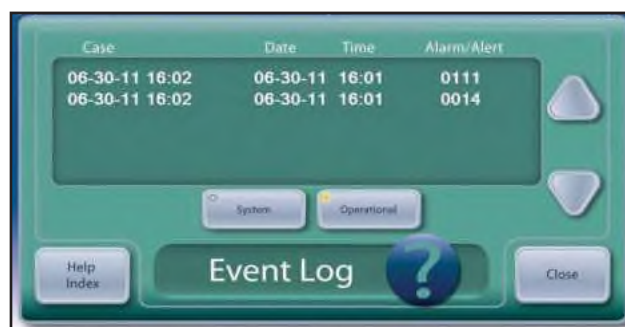 Case Date Time Alarm/Alert
06-30-11 16:02 06-30-11 16:01 0111
06-30-11 16:02 06-30-11 16:01 0014
System Operational
Help
Index
Event Log ?
Close